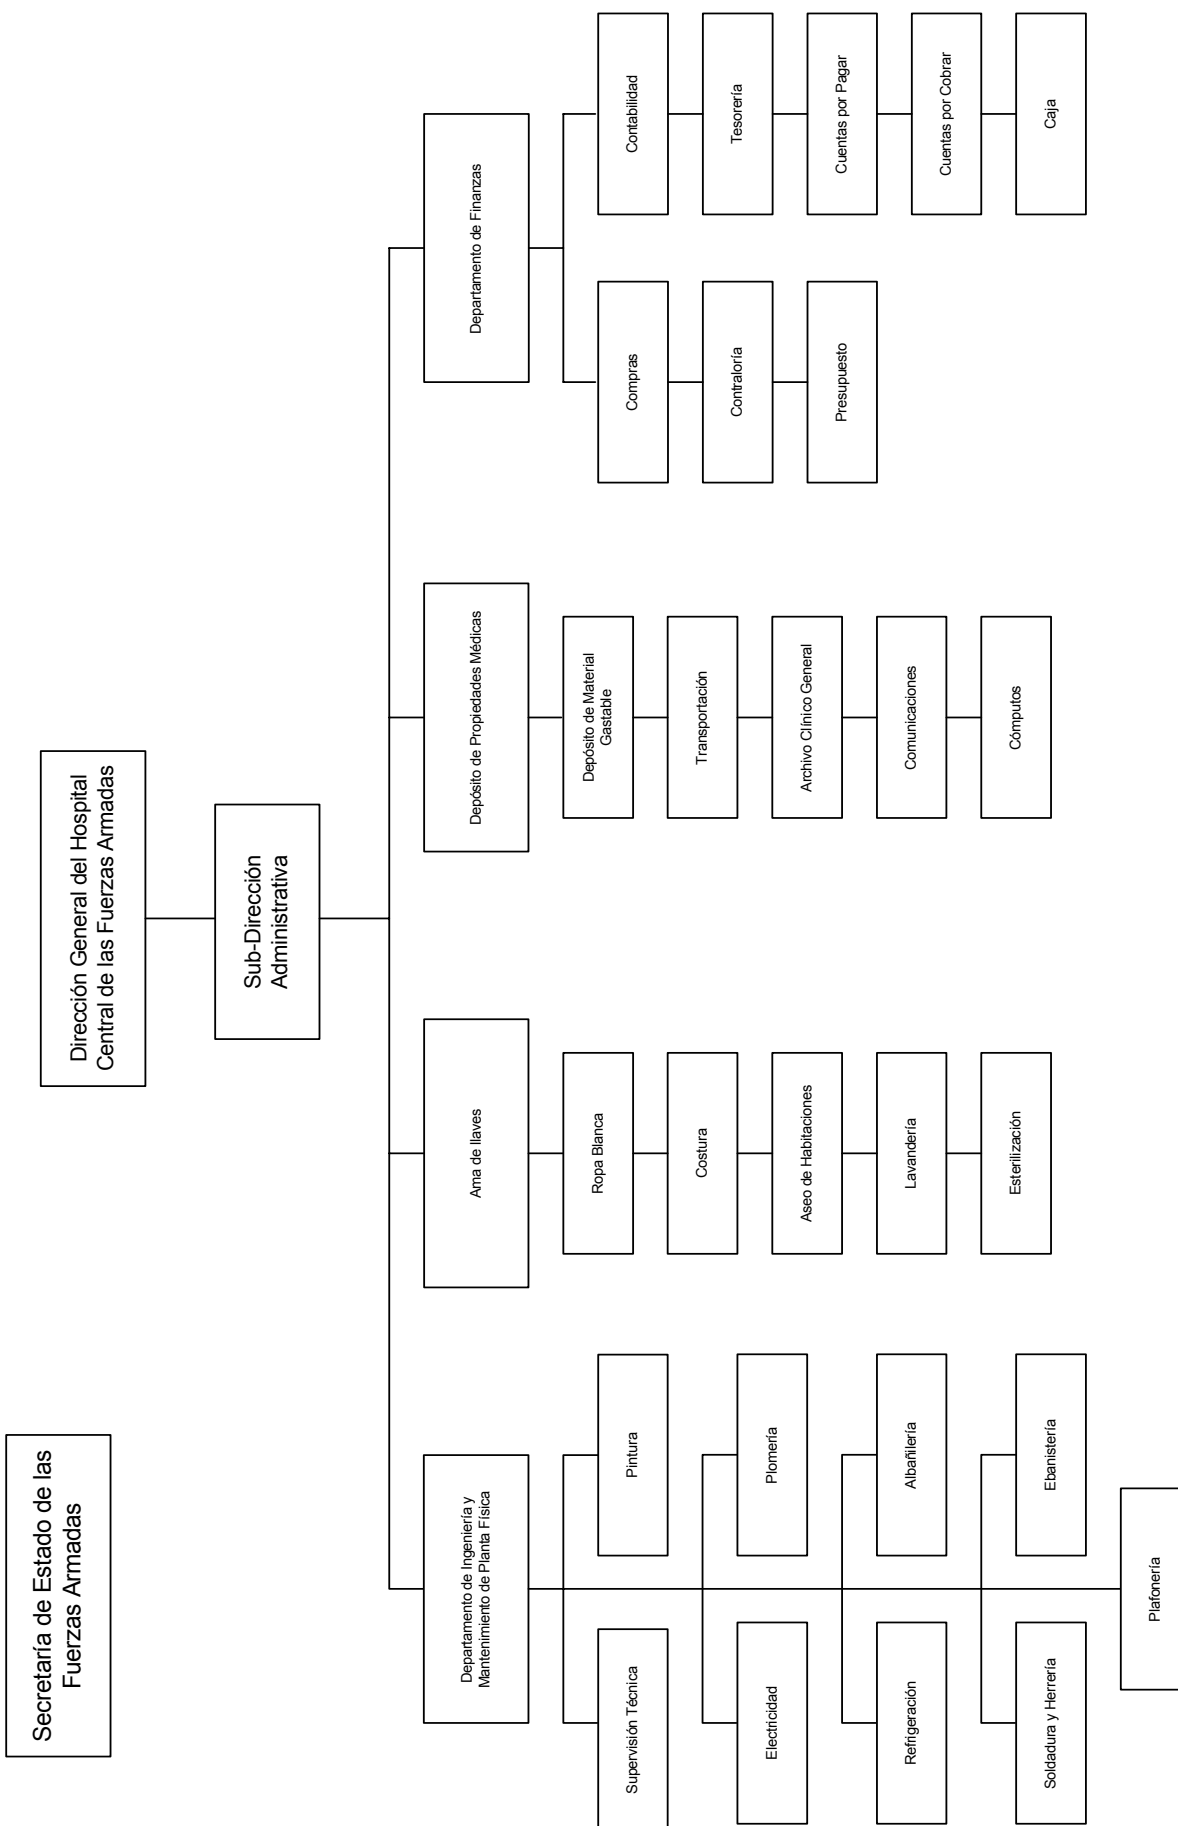 Secretaría de Estado de las
Fuerzas Armadas
Dirección General del Hospital
Central de las Fuerzas Armadas
Sub-Dirección
Administrativa
Departamento de Ingeniería y
Mantenimiento de Planta Física
Ama de llaves
Depósito de Propiedades Médicas
Departamento de Finanzas
Supervisión Técnica
Pintura
Electricidad
Plomería
Refrigeración
Albañilería
Soldadura y Herrería
Ebanistería
Plafonería
Ropa Blanca
Costura
Aseo de Habitaciones
Lavandería
Esterilización
Depósito de Material
Gastable
Transportación
Archivo Clínico General
Comunicaciones
Cómputos
Compras
Contraloría
Presupuesto
Contabilidad
Tesorería
Cuentas por Pagar
Cuentas por Cobrar
Caja